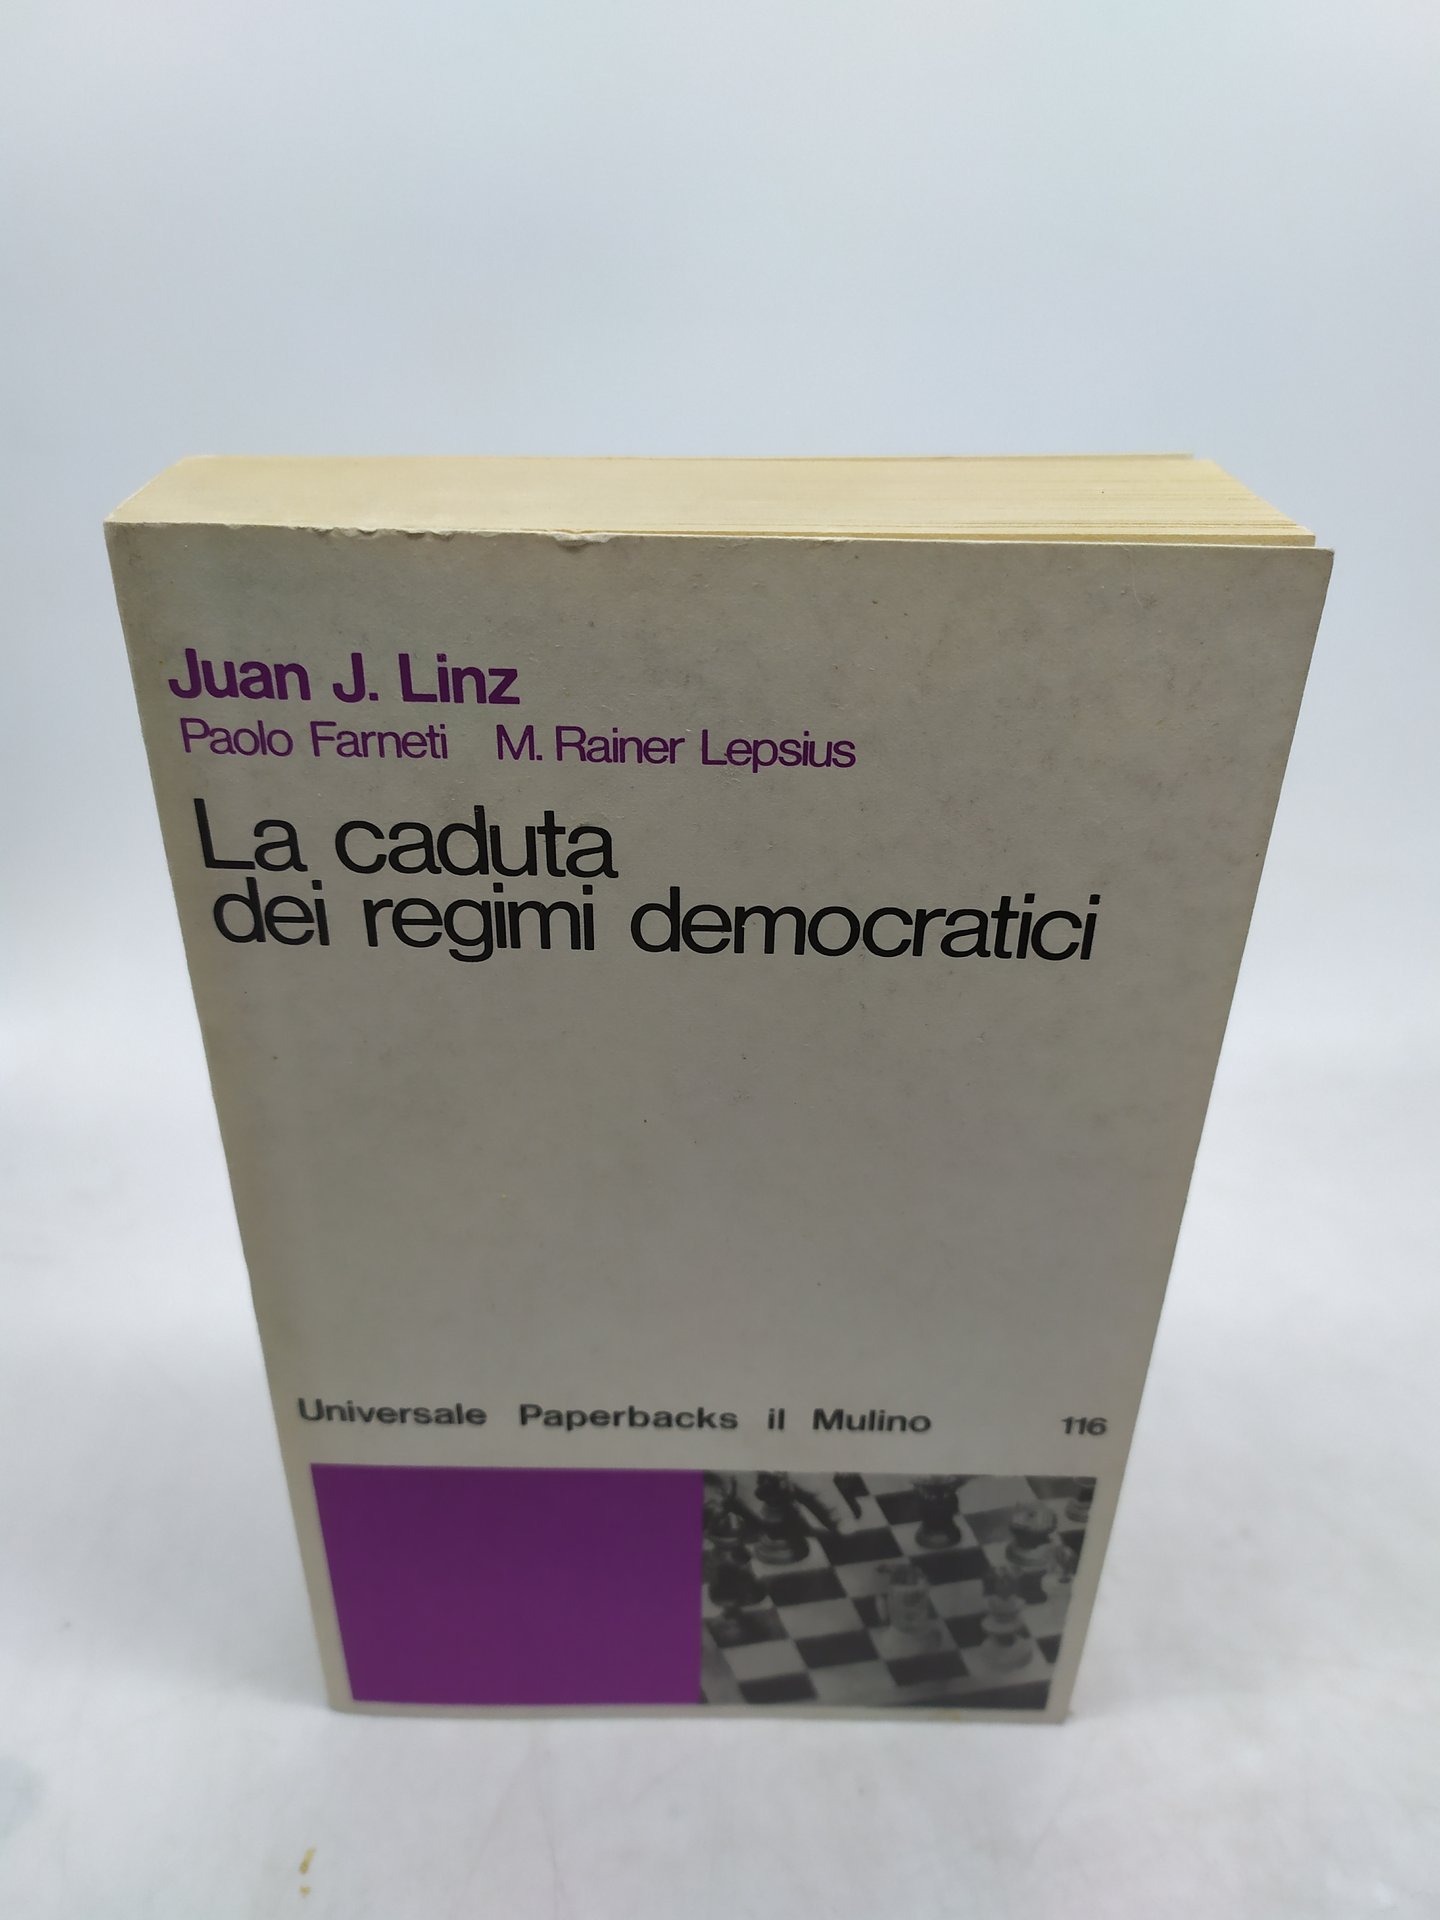 Juan J. Linz
Paolo Farneti M. Rainer Lepsius
La caduta
dei regimi democratici
Universale Paperbacks il Mulino 116